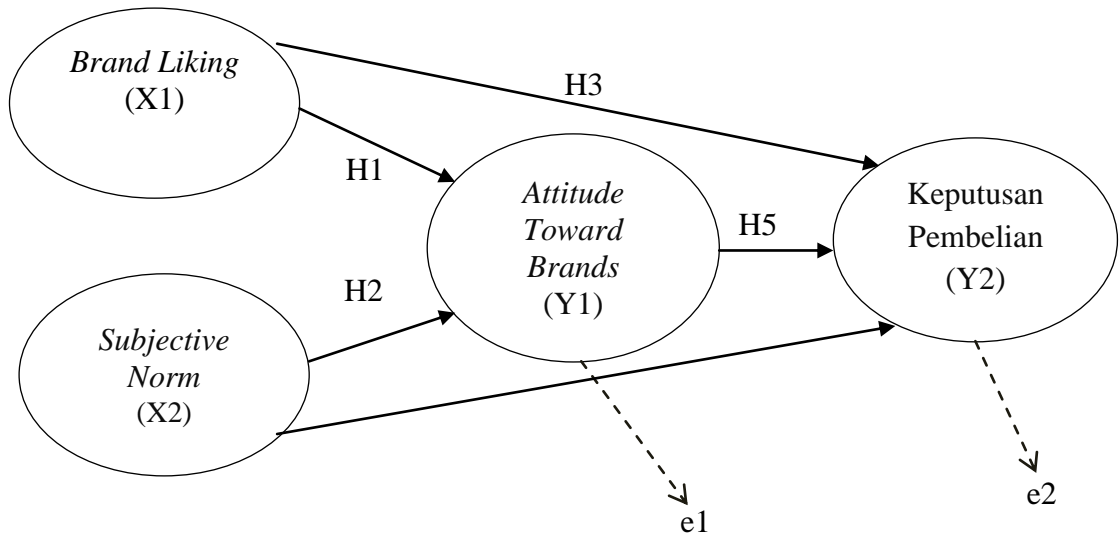 Brand Liking
(X1)
H3
H1
Attitude
Toward
Brands
(Y1)
H5
Keputusan
Pembelian
(Y2)
H2
Subjective
Norm
(X2)
e1
e2